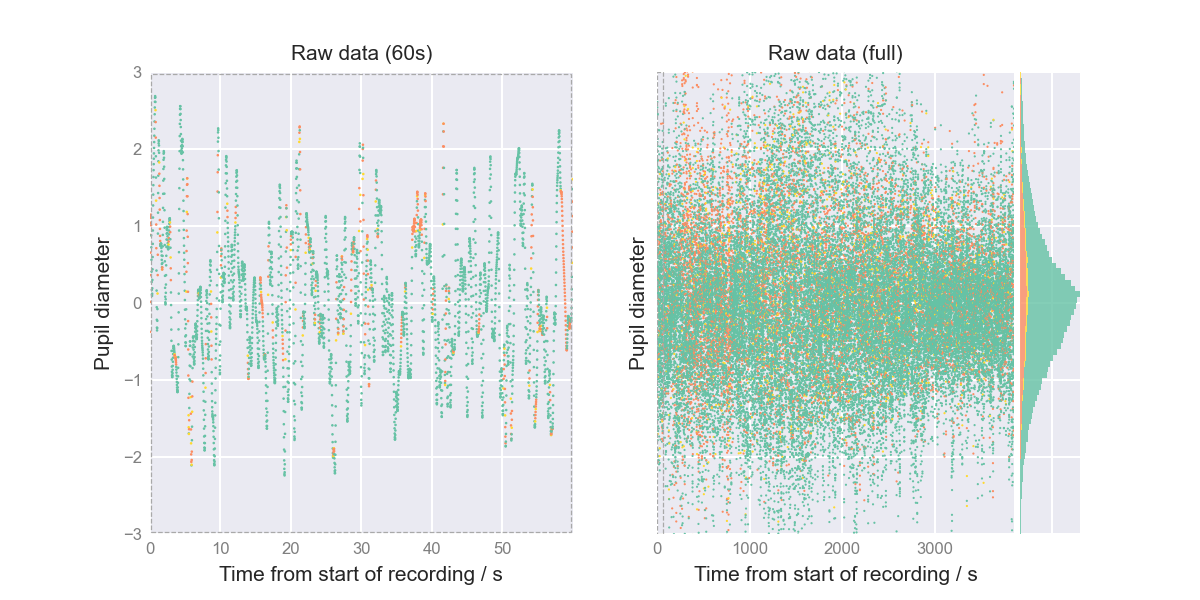 Raw data (60s)
Raw data (full)
Pupil diameter
3
2
1
0
−1
−2
−3
0
10
20
30
40
50
Time from start of recording / s
Pupil diameter
0
1000
2000
3000
Time from start of recording / s